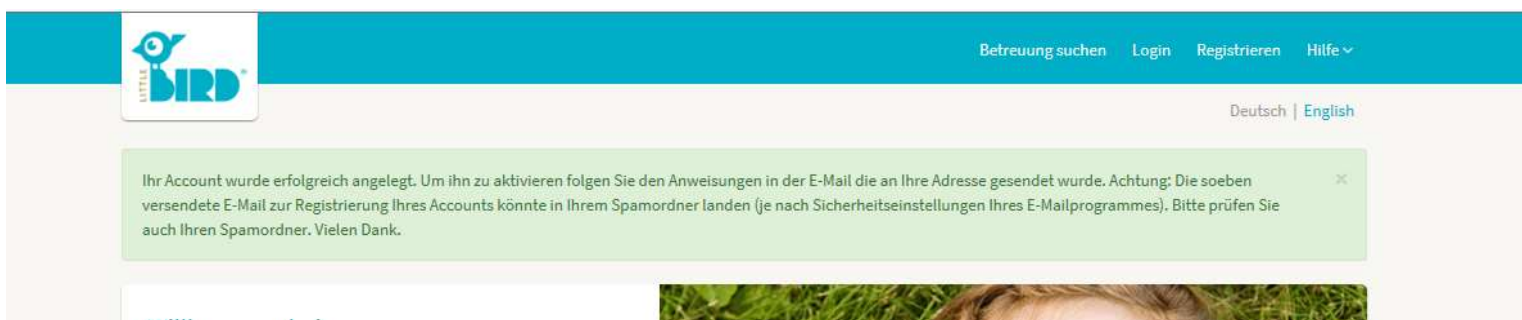 LITTLE
BIRD
Betreuung suchen Login Registrieren Hilfe
Deutsch | English
Ihr Account wurde erfolgreich angelegt. Um ihn zu aktivieren folgen Sie den Anweisungen in der E-Mail die an Ihre Adresse gesendet wurde. Achtung: Die soeben
versendete E-Mail zur Registrierung Ihres Accounts könnte in Ihrem Spamordner landen (je nach Sicherheitseinstellungen Ihres E-Mailprogrammes). Bitte prüfen Sie
auch Ihren Spamordner. Vielen Dank.